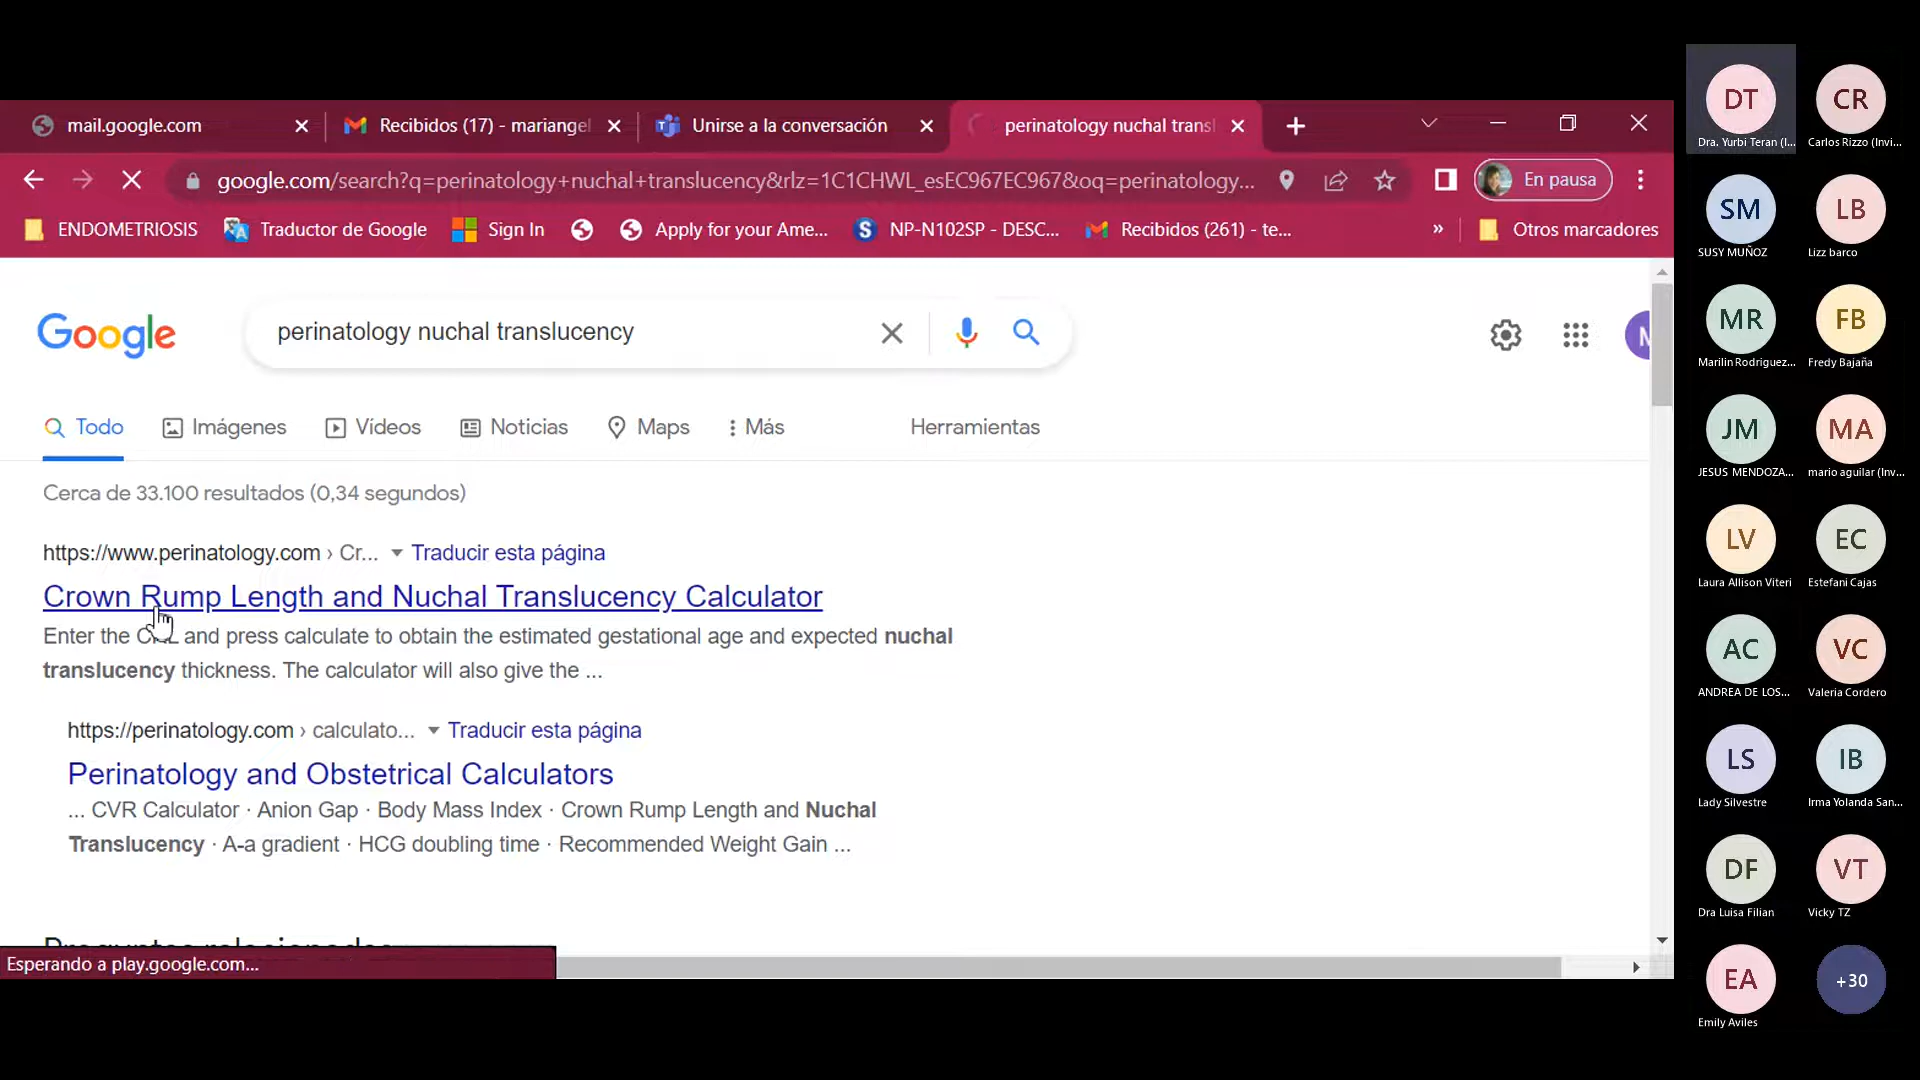 mail.google.com
Recibidos (17) - mariangel
Unirse a la conversación
perinatology nuchal transl
google.com/search?q=perinatology+nuchal+translucency&rlz=1C1CHWL_esEC967EC967&oq=perinatology...
En pausa
ENDOMETRIOSIS
Traductor de Google
Sign In
Apply for your Ame...
NP-N102SP - DESC...
Recibidos (261) - te...
»
Otros marcadores
Google
perinatology nuchal translucency
Todo
Imágenes
Vídeos
Noticias
Maps
Más
Herramientas
Cerca de 33.100 resultados (0,34 segundos)
https://www.perinatology.com › Cr... Traducir esta página
Crown Rump Length and Nuchal Translucency Calculator
Enter the CRL and press calculate to obtain the estimated gestational age and expected nuchal
translucency thickness. The calculator will also give the ...
https://perinatology.com › calculato... Traducir esta página
Perinatology and Obstetrical Calculators
... CVR Calculator · Anion Gap · Body Mass Index · Crown Rump Length and Nuchal
Translucency · A-a gradient · HCG doubling time · Recommended Weight Gain ...
Preguntas relacionadas
Esperando a play.google.com...
DT
Dra. Yurbi Teran (I...
CR
Carlos Rizzo (Invi...
SM
SUSY MUÑOZ
LB
Lizz barco
MR
Marilin Rodriguez...
FB
Fredy Bajaña
JM
JESUS MENDOZA...
MA
mario aguilar (Inv...
LV
Laura Allison Viteri
EC
Estefani Cajas
AC
ANDREA DE LOS...
VC
Valeria Cordero
LS
Lady Silvestre
IB
Irma Yolanda San...
DF
Dra Luisa Filian
VT
Vicky TZ
EA
Emily Aviles
+30